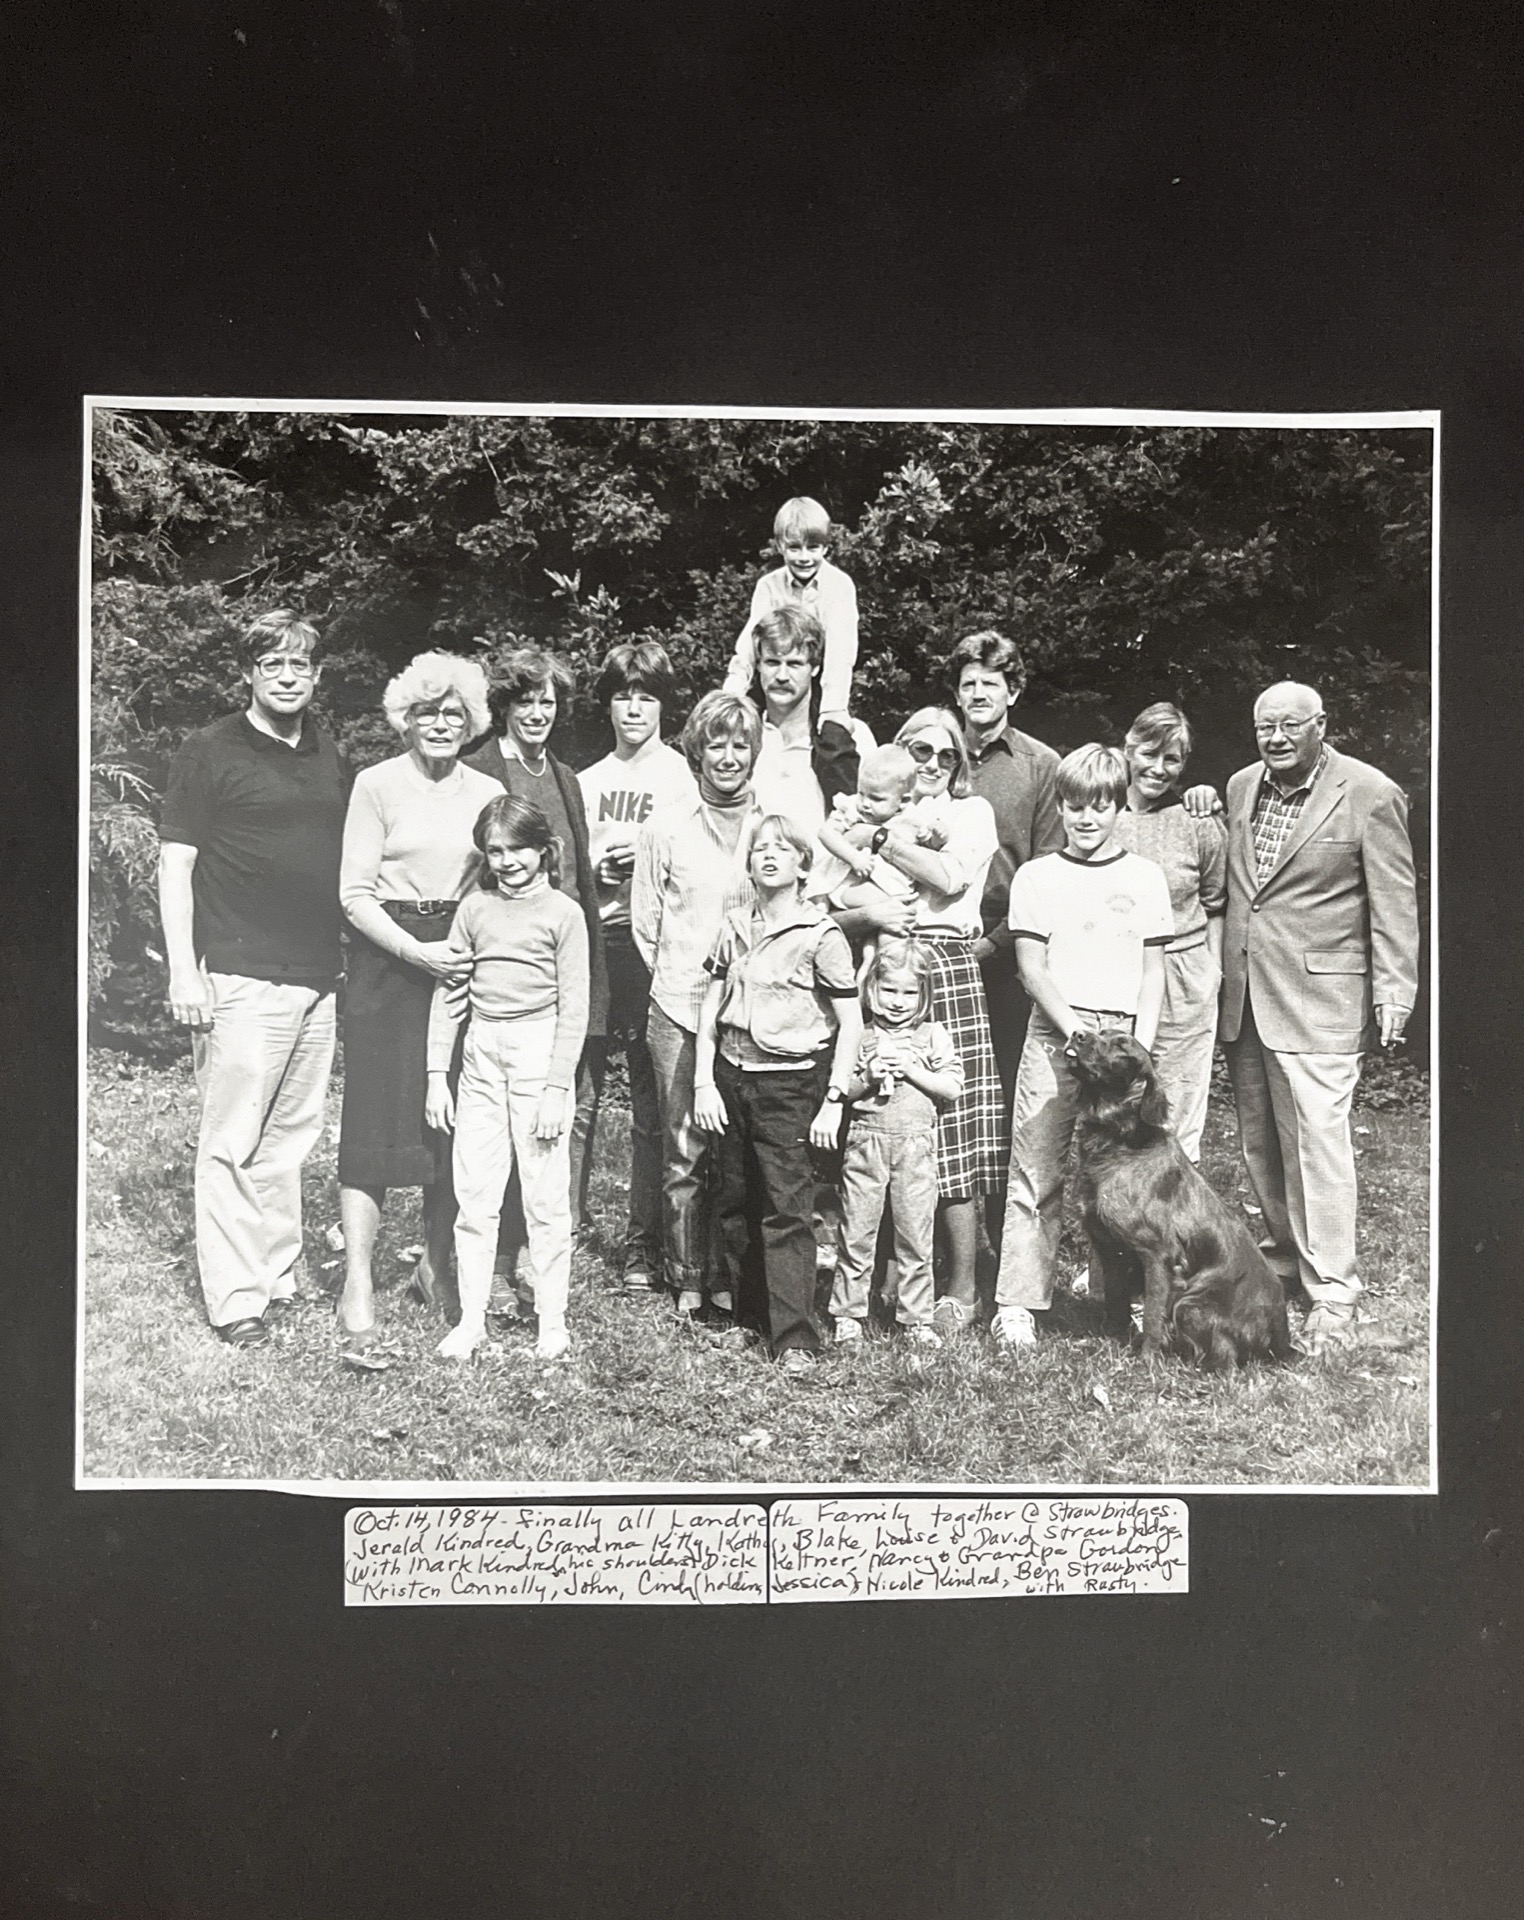 NIKE
Oct. 14, 1984 - finally all Landreth Family together @ Strawbridges.
Jerald Kindred, Grandma Kitty, Kathy, Blake, Louise & David Strawbridge
(with Mark Kindred on his shoulders) Dick Keltner, Nancy & Grandpa Gordon
Kristen Connolly, John, Cindy (holding Jessica) & Nicole Kindred, Ben Strawbridge
with Rusty.